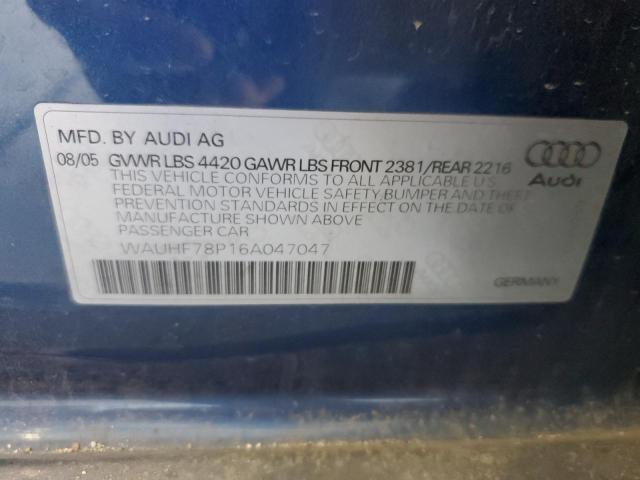 MFD. BY AUDI AG
08/05 GVWR LBS 4420 GAWR LBS FRONT 2381/REAR 2216
THIS VEHICLE CONFORMS TO ALL APPLICABLE U.S.
FEDERAL MOTOR VEHICLE SAFETY, BUMPER AND THEFT
PREVENTION STANDARDS IN EFFECT ON THE DATE OF
MANUFACTURE SHOWN ABOVE
PASSENGER CAR
WAUHF78P16A047047
Audi
GERMANY